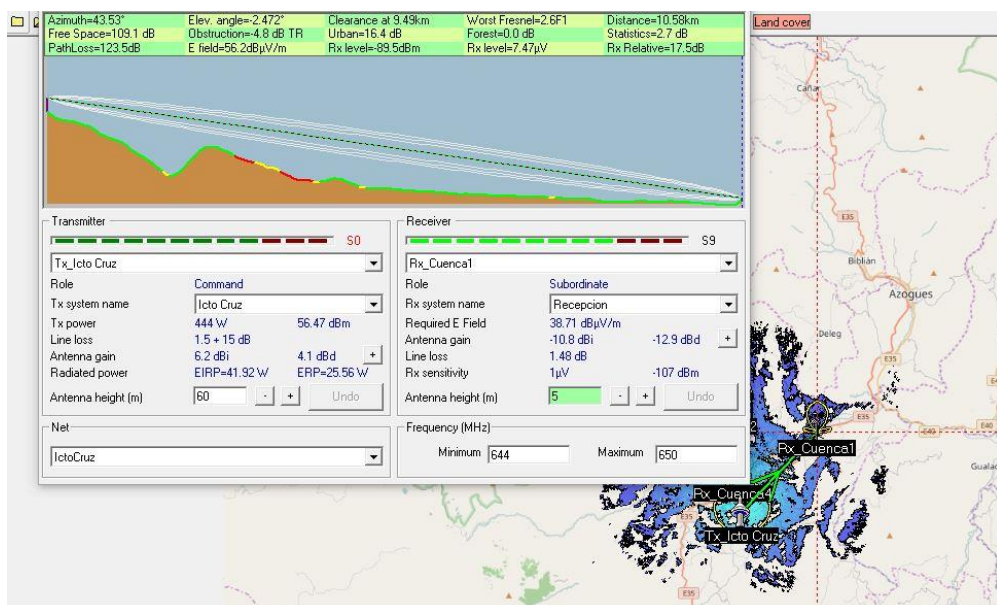 Azimuth=43.53° Elev. angle=-2.472° Clearance at 9.49km Worst Fresnel=2.6F1 Distance=10.58km
Free Space=109.1 dB Obstruction=-4.8 dB TR Urban=16.4 dB Forest=0.0 dB Statistics=2.7 dB
PathLoss=123.5dB E field=56.2dBµV/m Rx level=-89.5dBm Rx level=7.47µV Rx Relative=17.5dB
Land cover
Transmitter
S0
Tx_Icto Cruz
Role Command
Tx system name Icto Cruz
Tx power 444 W 56.47 dBm
Line loss 1.5 + 15 dB
Antenna gain 6.2 dBi 4.1 dBd +
Radiated power EIRP=41.92 W ERP=25.56 W
Antenna height (m) 60 - + Undo
Net
IctoCruz
Receiver
S9
Rx_Cuenca1
Role Subordinate
Rx system name Recepcion
Required E Field 38.71 dBµV/m
Antenna gain -10.8 dBi -12.9 dBd +
Line loss 1.48 dB
Rx sensitivity 1µV -107 dBm
Antenna height (m) 5 - + Undo
Frequency (MHz)
Minimum 644 Maximum 650
Cañar
E35
Biblián
Azogues
Deleg
E35
E35
E40
E40
2
Rx_Cuenca1
Gualac
Rx_Cuenca4
E35
Tx_Icto Cruz
E35